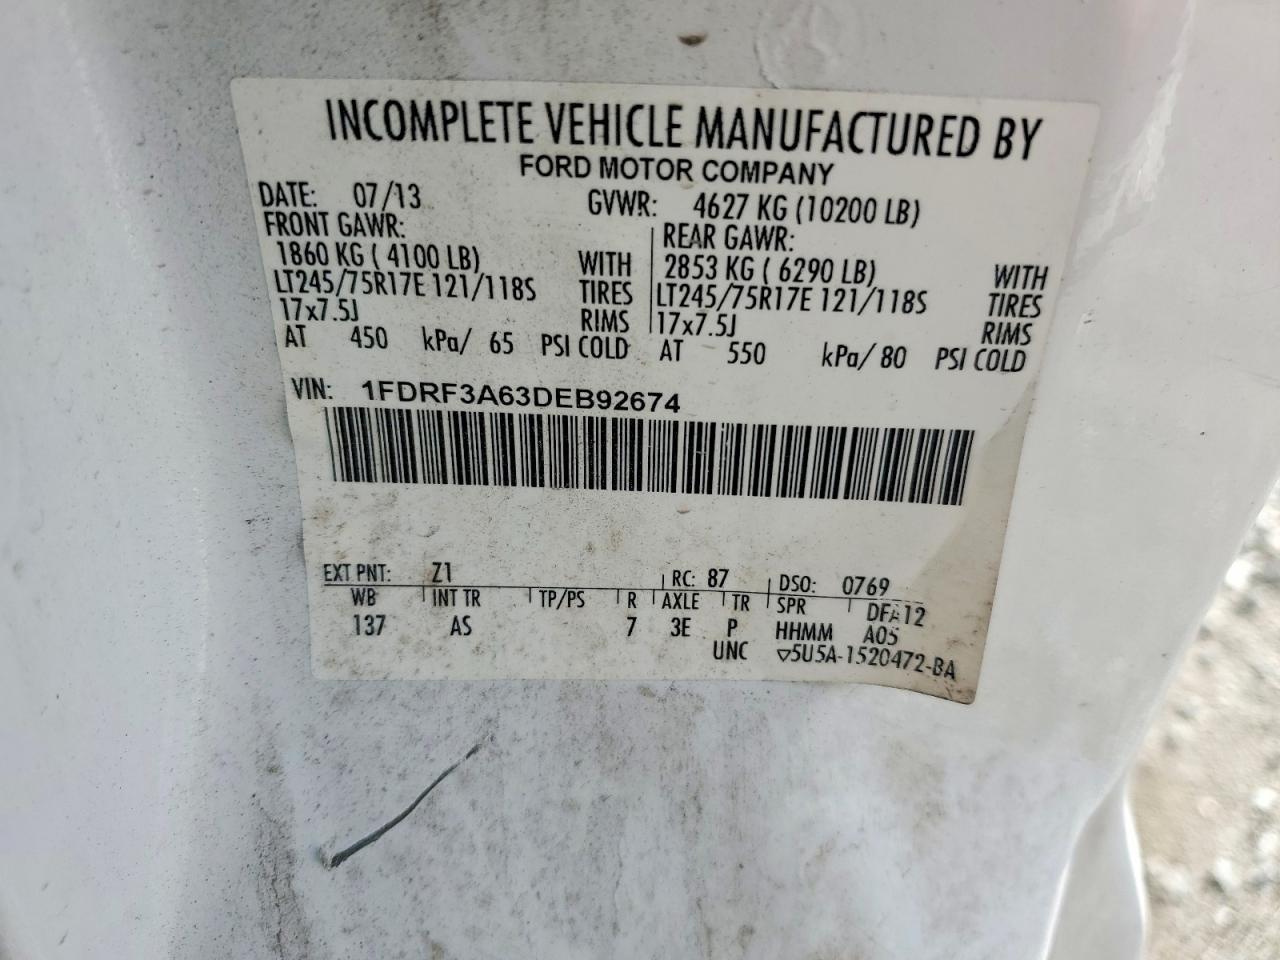 INCOMPLETE VEHICLE MANUFACTURED BY
FORD MOTOR COMPANY
DATE: 07/13 GVWR: 4627 KG (10200 LB)
FRONT GAWR: REAR GAWR:
1860 KG ( 4100 LB) WITH 2853 KG ( 6290 LB) WITH
LT245/75R17E 121/118S TIRES LT245/75R17E 121/118S TIRES
17x7.5J RIMS 17x7.5J RIMS
AT 450 kPa/ 65 PSI COLD AT 550 kPa/ 80 PSI COLD
VIN: 1FDRF3A63DEB92674
EXT PNT: Z1 RC: 87 DSO: 0769
WB INT TR TP/PS R AXLE TR SPR DFA12
137 AS 7 3E P HHMM A05
UNC ▽5U5A-1520472-BA